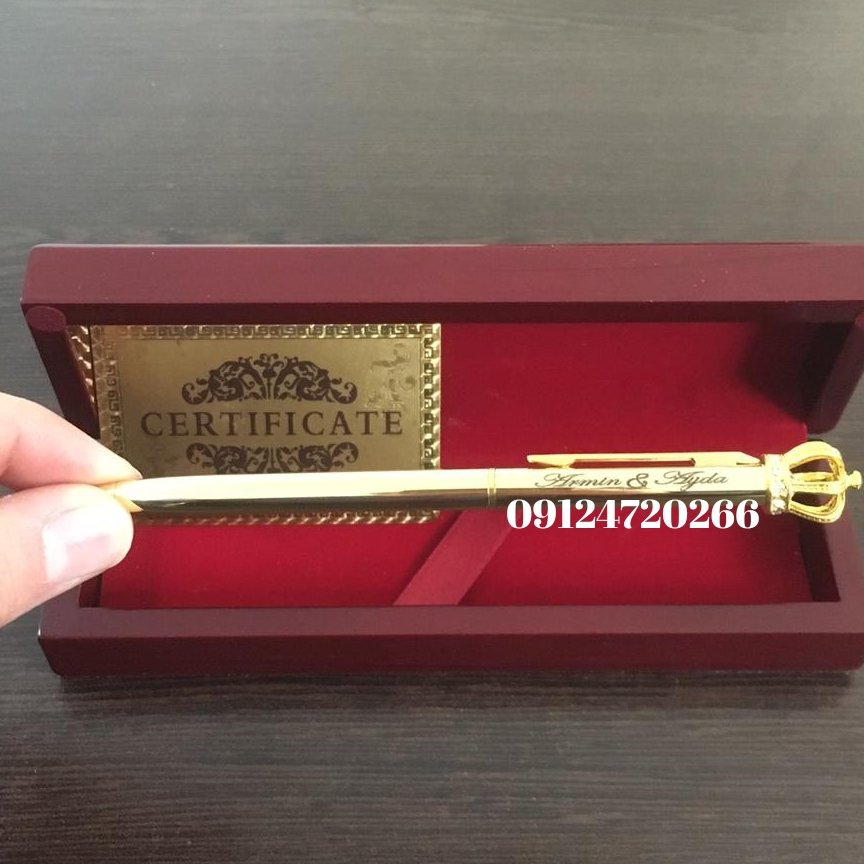 CERTIFICATE
Armin & Ayda
09124720266